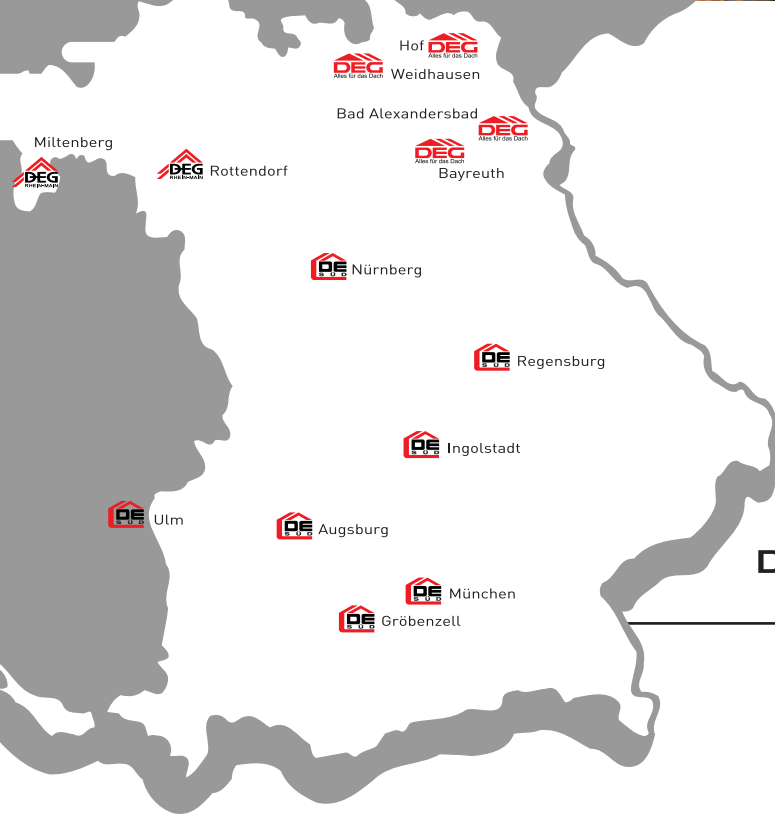 Hof
DEG
Alles für das Dach
DEG
Alles für das Dach
Weidhausen
Bad Alexandersbad
DEG
Alles für das Dach
Miltenberg
DEG
RHEIN-MAIN
DEG
RHEIN-MAIN
Rottendorf
DEG
Alles für das Dach
Bayreuth
DE
SÜD
Nürnberg
DE
SÜD
Regensburg
DE
SÜD
Ingolstadt
DE
SÜD
Ulm
DE
SÜD
Augsburg
D
DE
SÜD
München
DE
SÜD
Gröbenzell